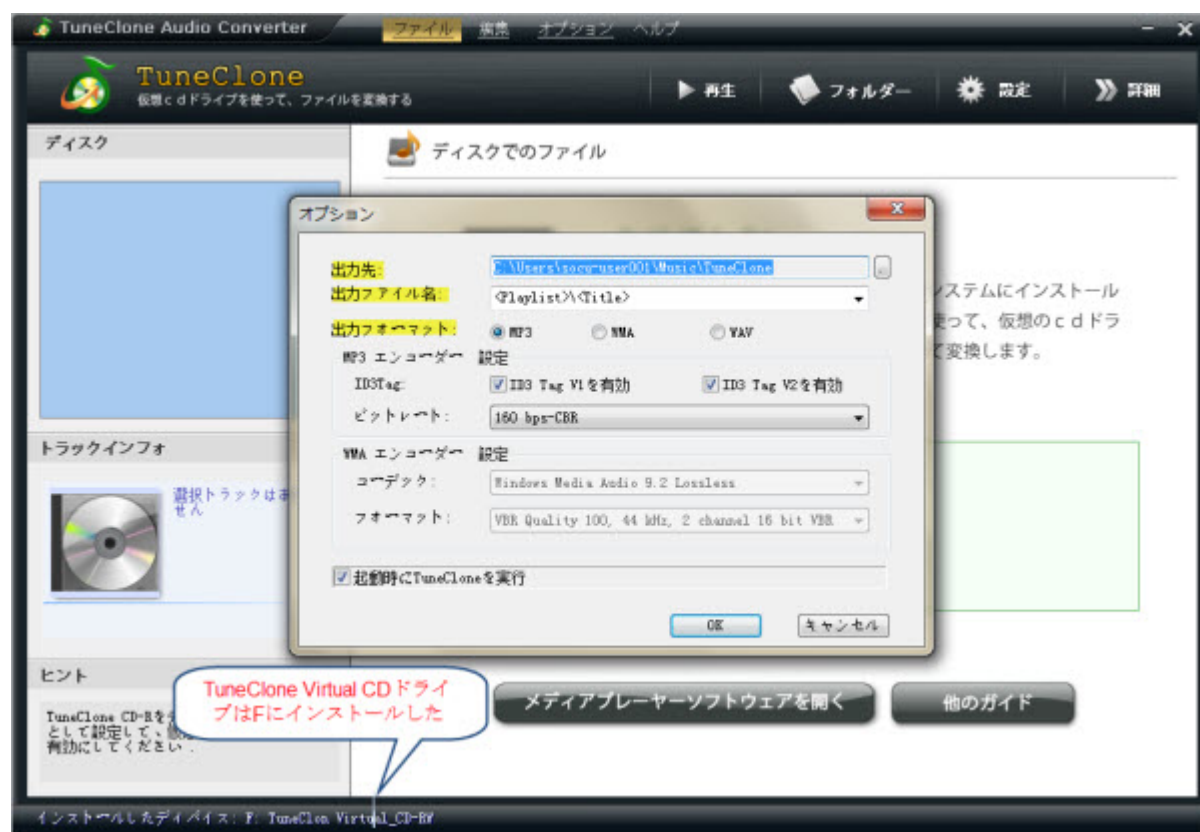 TuneClone Audio Converter
ファイル 編集 オプション ヘルプ
TuneClone
仮想ｃｄドライブを使って、ファイルを変換する
再生 フォルダー 設定 詳細
ディスク
ディスクでのファイル
オプション
出力先: C:\Users\socu-user001\Music\TuneClone
出力ファイル名: <Playlist>\<Title>
出力フォーマット: MP3 WMA WAV
MP3 エンコーダー 設定
ID3Tag: ID3 Tag V1を有効 ID3 Tag V2を有効
ビットレート: 160 bps-CBR
WMA エンコーダー 設定
コーデック: Windows Media Audio 9.2 Lossless
フォーマット: VBR Quality 100, 44 kHz, 2 channel 16 bit VBR
起動時にTuneCloneを実行
OK キャンセル
ステムにインストール
使って、仮想のｃｄドラ
て変換します。
トラックインフォ
選択トラックはあ
せん
ヒント
TuneClone CD-Rを
として設定して、
有効にしてください.
TuneClone Virtual CDドライ
ブはFにインストールした
メディアプレーヤーソフトウェアを開く 他のガイド
インストールしたディバイス: F: TuneClon Virtual_CD-RW